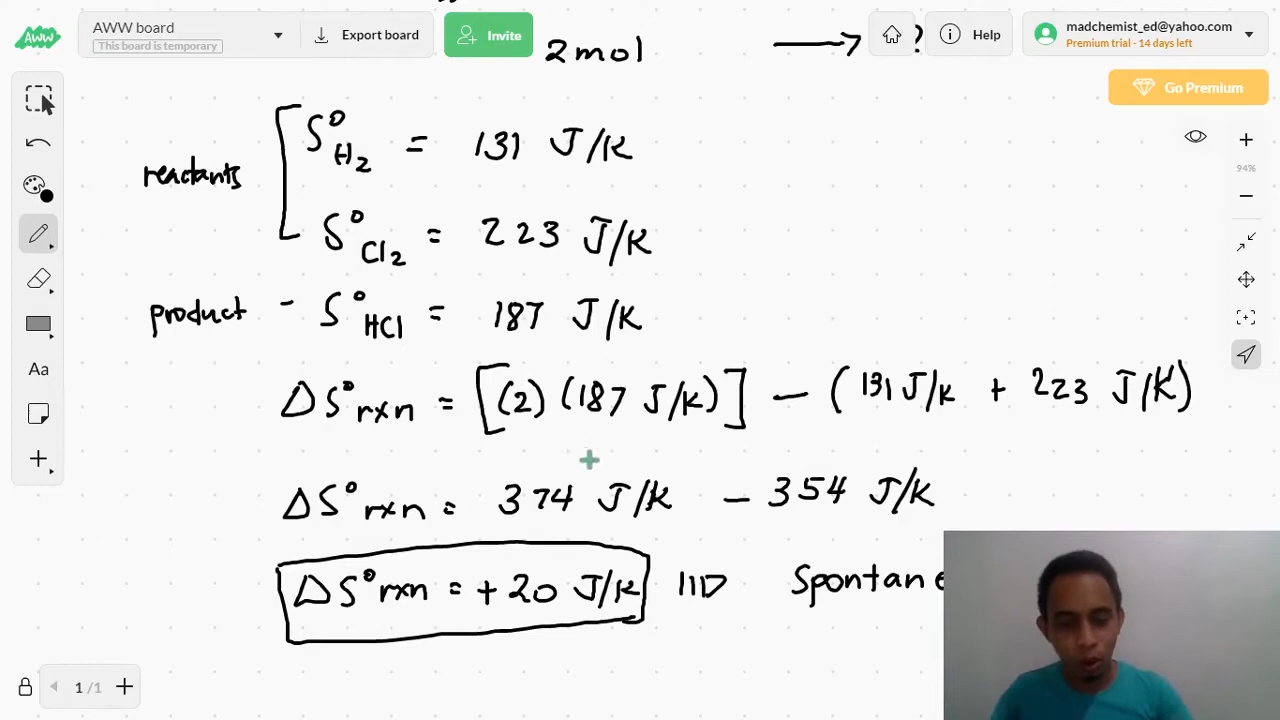 AWW board
This board is temporary
Export board
Invite
Help
madchemist_ed@yahoo.com
Premium trial - 14 days left
Go Premium
2 mol ⟶ ?
reactants
S°H₂ = 131 J/K
S°Cl₂ = 223 J/K
product - S°HCl = 187 J/K
ΔS°rxn = [(2)(187 J/K)] - (131 J/K + 223 J/K)
ΔS°rxn = 374 J/K - 354 J/K
ΔS°rxn = +20 J/K Spontane
94%
Aa
1 /1